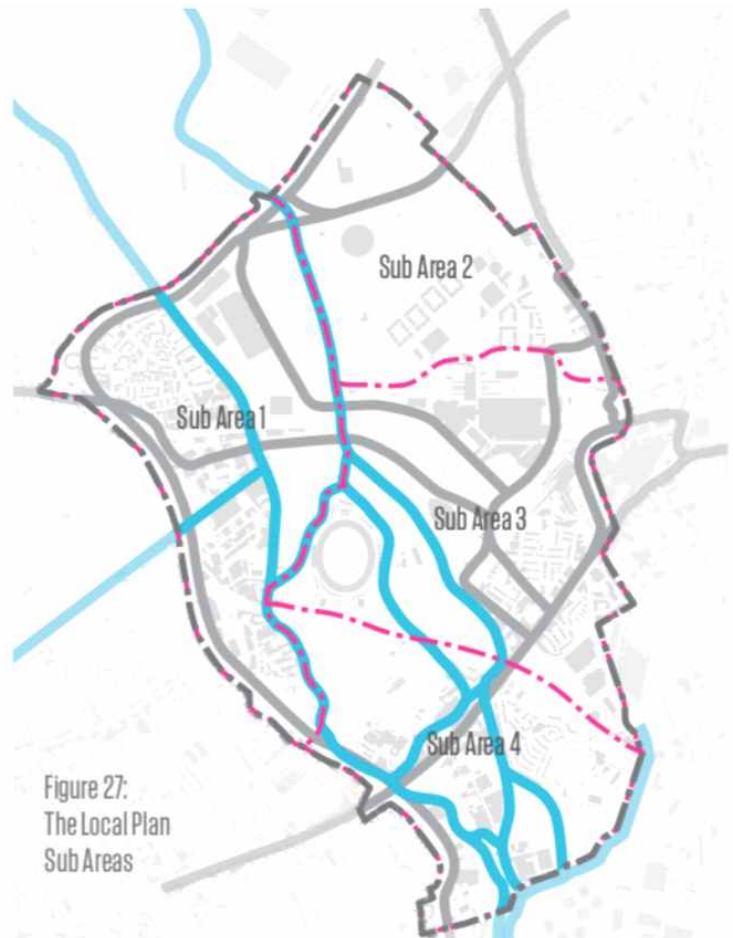 Sub Area 2
Sub Area 1
Sub Area 3
Sub Area 4
Figure 27:
The Local Plan
Sub Areas